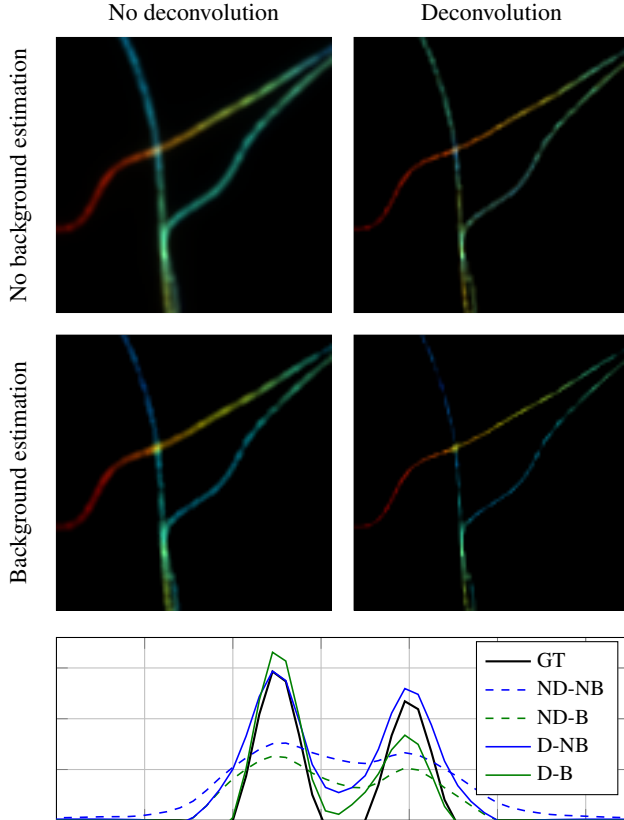 No deconvolution
Deconvolution
No background estimation
Background estimation
GT
ND-NB
ND-B
D-NB
D-B